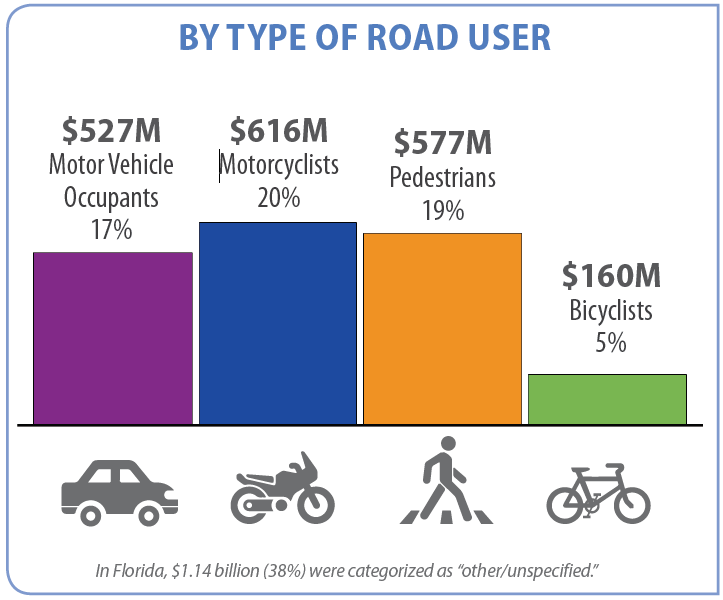 BY TYPE OF ROAD USER
$527M
Motor Vehicle
Occupants
17%
$616M
Motorcyclists
20%
$577M
Pedestrians
19%
$160M
Bicyclists
5%
In Florida, $1.14 billion (38%) were categorized as “other/unspecified.”